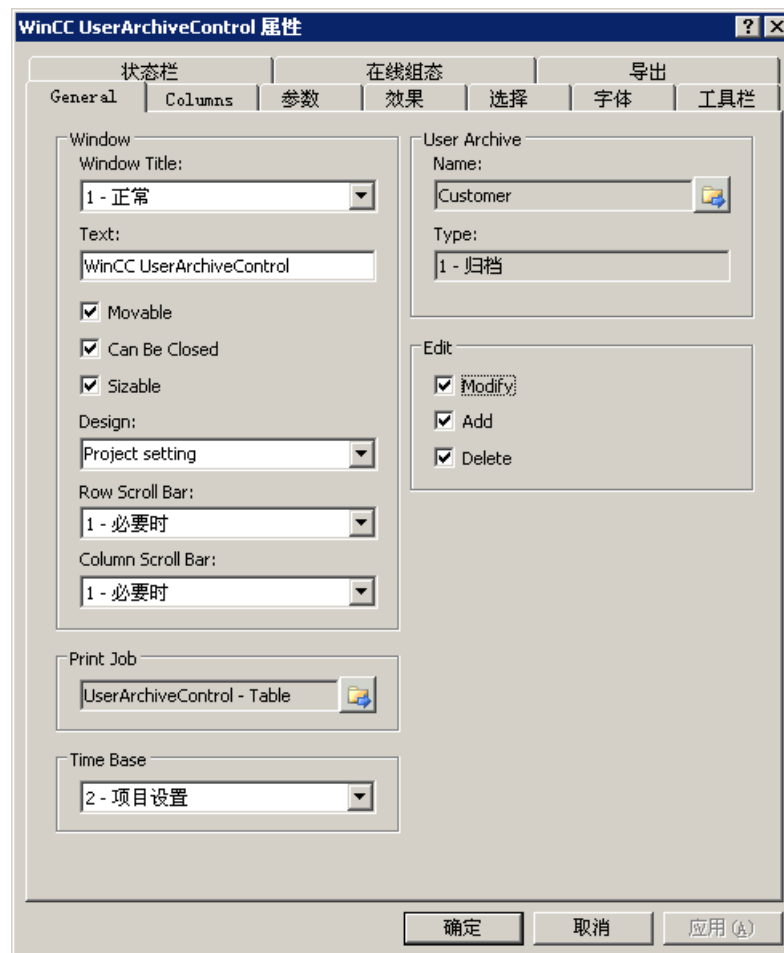 WinCC UserArchiveControl 属性
状态栏 在线组态 导出
General Columns 参数 效果 选择 字体 工具栏
Window
Window Title:
1 - 正常
Text:
WinCC UserArchiveControl
Movable
Can Be Closed
Sizable
Design:
Project setting
Row Scroll Bar:
1 - 必要时
Column Scroll Bar:
1 - 必要时
Print Job
UserArchiveControl - Table
Time Base
2 - 项目设置
User Archive
Name:
Customer
Type:
1 - 归档
Edit
Modify
Add
Delete
确定 取消 应用(A)